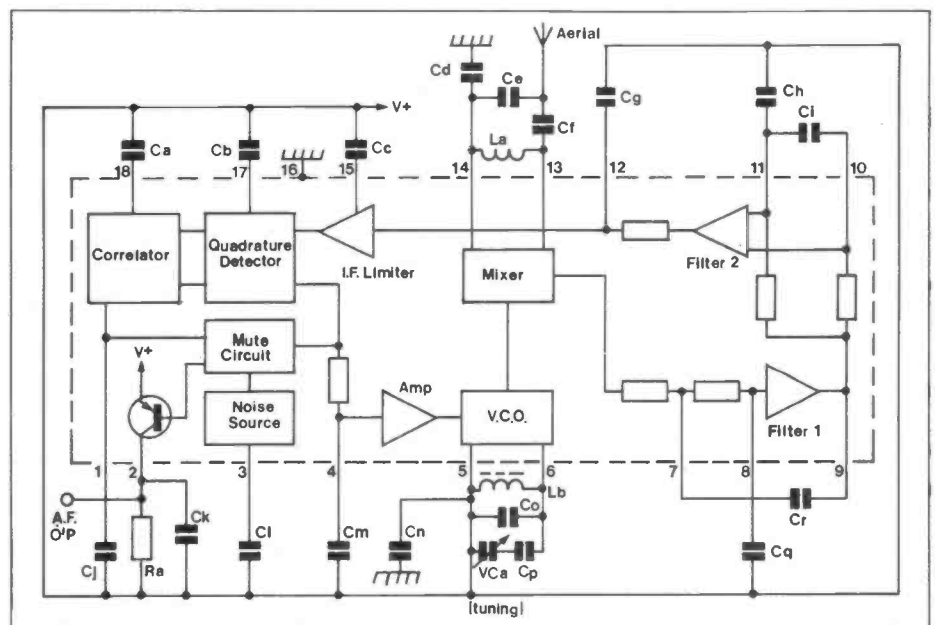 Aerial
Cd
Ce
Cg
Ch
Ci
V+
Cf
Ca
Cb
Cc
La
18
17
16
15
14
13
12
11
10
Correlator
Quadrature
Detector
I.F. Limiter
Mixer
Filter 2
V+
Mute
Circuit
Amp
Noise
Source
V.C.O.
Filter 1
1
2
3
4
5
6
7
8
9
A.F.
O'P
Lb
Cj
Ra
Ck
Cl
Cm
Cn
Co
VCa
Cp
Cr
Cq
[tuning]